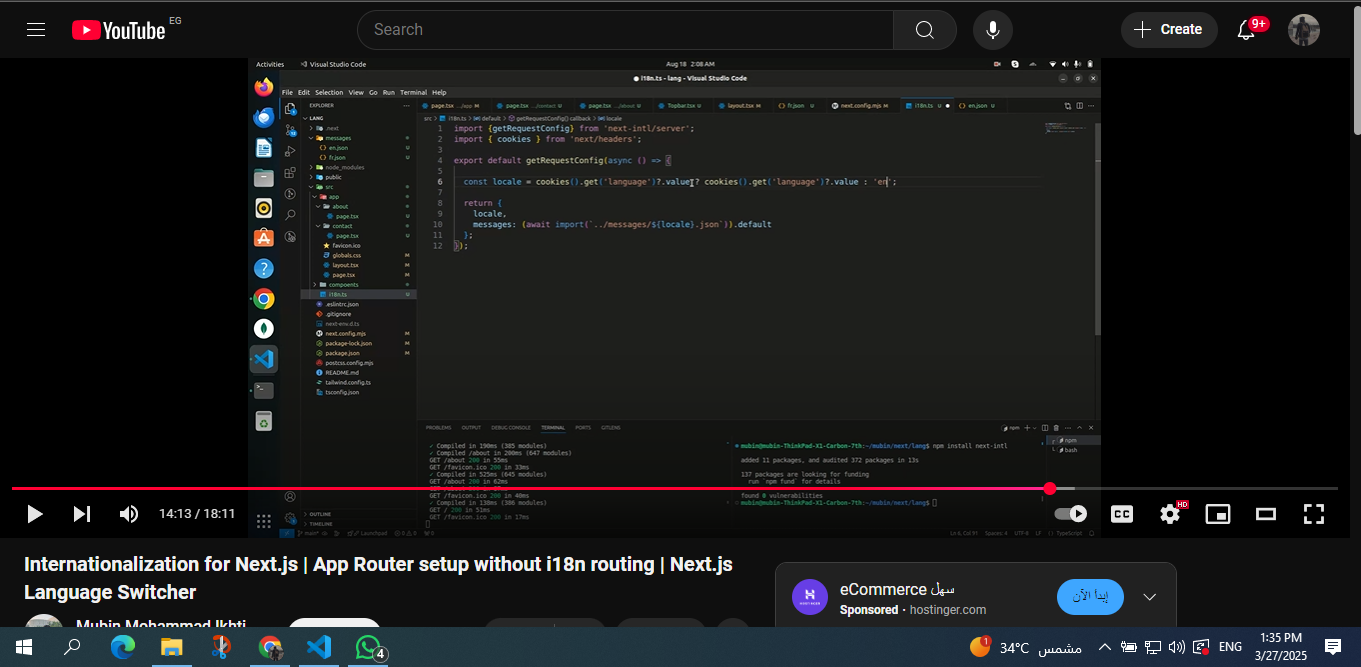 YouTube EG
Search
Create
9+
Activities
Visual Studio Code
Aug 18 2:08 AM
i18n.ts - lang - Visual Studio Code
File Edit Selection View Go Run Terminal Help
EXPLORER
page.tsx .../app M
page.tsx .../contact U
page.tsx .../about U
Topbar.tsx U
layout.tsx M
fr.json U
next.config.mjs M
i18n.ts U
en.json U
src > i18n.ts > default > getRequestConfig() callback > locale
LANG
.next
messages
en.json U
fr.json U
node_modules
public
src
app
about
page.tsx U
contact
page.tsx U
favicon.ico
globals.css M
layout.tsx M
page.tsx M
compoents
i18n.ts U
.eslintrc.json
.gitignore
next-env.d.ts
next.config.mjs M
package-lock.json M
package.json M
postcss.config.mjs
README.md
tailwind.config.ts
tsconfig.json
OUTLINE
TIMELINE
1 import {getRequestConfig} from 'next-intl/server';
2 import { cookies } from 'next/headers';
3
4 export default getRequestConfig(async () => {
5
6 const locale = cookies().get('language')?.value ? cookies().get('language')?.value : 'en';
7
8 return {
9 locale,
10 messages: (await import(`../messages/${locale}.json`)).default
11 };
12 });
PROBLEMS OUTPUT DEBUG CONSOLE TERMINAL PORTS GITLENS
npm
✓ Compiled in 190ms (385 modules)
✓ Compiled /about in 200ms (647 modules)
GET /about 200 in 55ms
GET /favicon.ico 200 in 33ms
✓ Compiled in 525ms (645 modules)
GET /about 200 in 62ms
GET /favicon.ico 200 in 40ms
✓ Compiled in 138ms (386 modules)
GET / 200 in 51ms
GET /favicon.ico 200 in 17ms
mubin@mubin-ThinkPad-X1-Carbon-7th:~/mubin/next/lang$ npm install next-intl
added 11 packages, and audited 372 packages in 13s
137 packages are looking for funding
run `npm fund` for details
found 0 vulnerabilities
mubin@mubin-ThinkPad-X1-Carbon-7th:~/mubin/next/lang$
npm
bash
main*
Launchpad
Ln 6, Col 91 Spaces: 4 UTF-8 LF TypeScript
14:13 / 18:11
CC
HD
Internationalization for Next.js | App Router setup without i18n routing | Next.js
Language Switcher
Mubin Mohammad Ikhti
eCommerce سهل
Sponsored · hostinger.com
إبدأ الآن
HOSTINGER
4
1
34°C مشمس
ENG
1:35 PM
3/27/2025